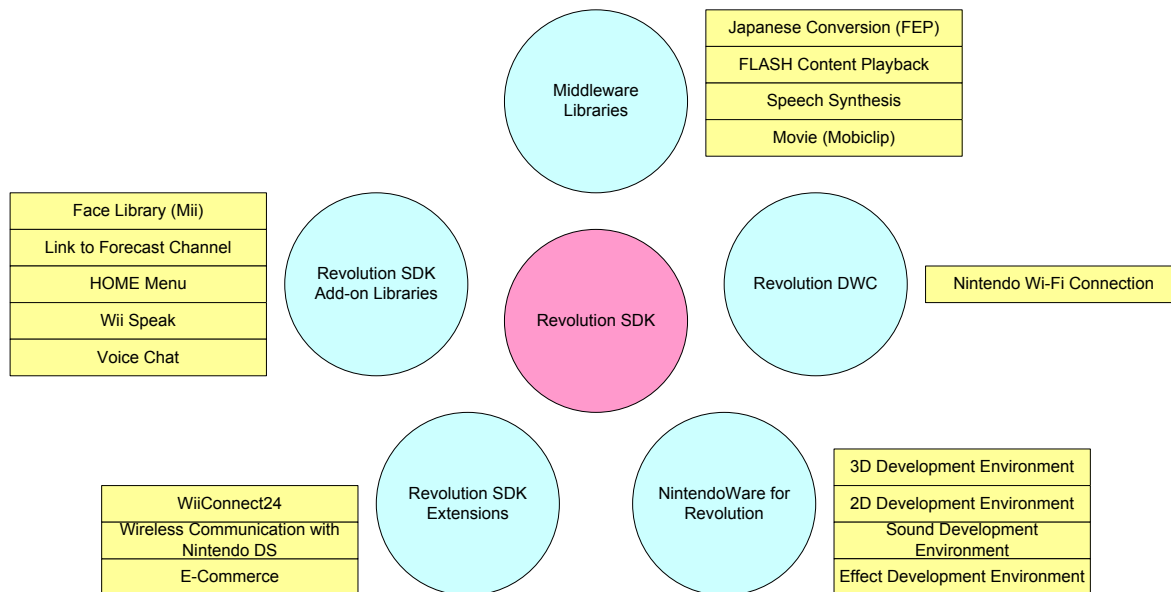 Japanese Conversion (FEP)
FLASH Content Playback
Speech Synthesis
Movie (Mobiclip)
Middleware
Libraries
Face Library (Mii)
Link to Forecast Channel
HOME Menu
Wii Speak
Voice Chat
Revolution SDK
Add-on Libraries
Revolution SDK
Revolution DWC
Nintendo Wi-Fi Connection
WiiConnect24
Wireless Communication with
Nintendo DS
E-Commerce
Revolution SDK
Extensions
NintendoWare for
Revolution
3D Development Environment
2D Development Environment
Sound Development
Environment
Effect Development Environment